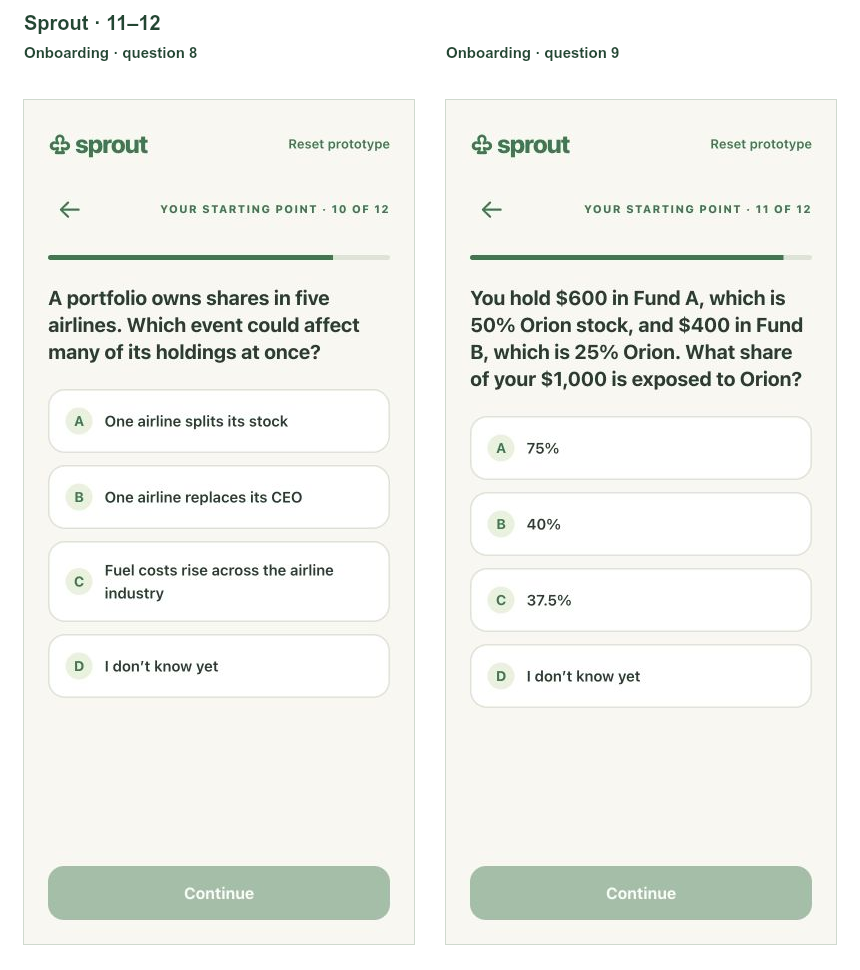 Sprout · 11–12
Onboarding · question 8
sprout
Reset prototype
YOUR STARTING POINT · 10 OF 12
A portfolio owns shares in five
airlines. Which event could affect
many of its holdings at once?
A One airline splits its stock
B One airline replaces its CEO
C Fuel costs rise across the airline
industry
D I don’t know yet
Continue
Onboarding · question 9
sprout
Reset prototype
YOUR STARTING POINT · 11 OF 12
You hold $600 in Fund A, which is
50% Orion stock, and $400 in Fund
B, which is 25% Orion. What share
of your $1,000 is exposed to Orion?
A 75%
B 40%
C 37.5%
D I don’t know yet
Continue